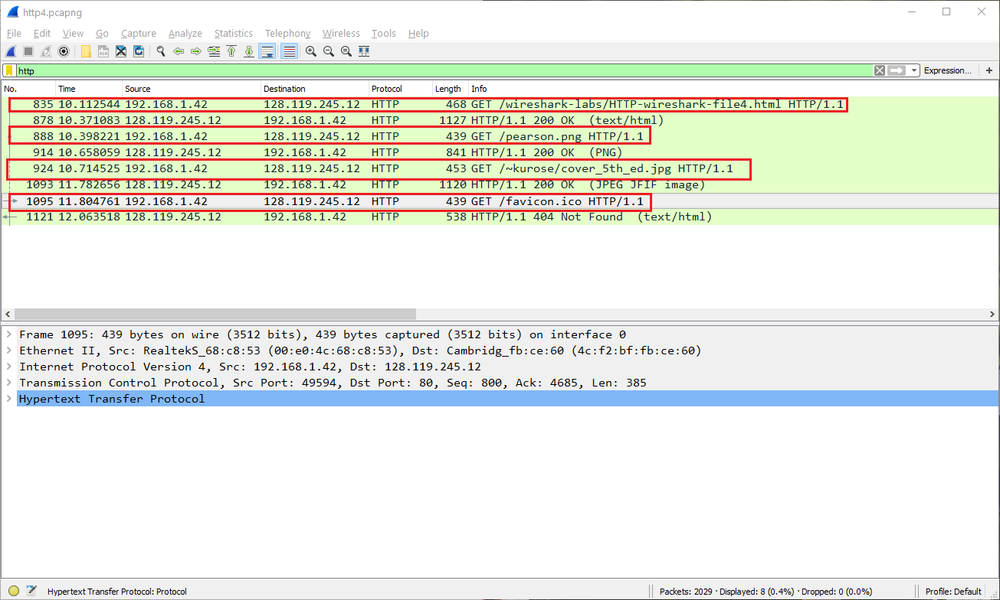 http4.pcapng
File Edit View Go Capture Analyze Statistics Telephony Wireless Tools Help
http Expression... +
No. Time Source Destination Protocol Length Info
835 10.112544 192.168.1.42 128.119.245.12 HTTP 468 GET /wireshark-labs/HTTP-wireshark-file4.html HTTP/1.1
878 10.371083 128.119.245.12 192.168.1.42 HTTP 1127 HTTP/1.1 200 OK (text/html)
888 10.398221 192.168.1.42 128.119.245.12 HTTP 439 GET /pearson.png HTTP/1.1
914 10.658059 128.119.245.12 192.168.1.42 HTTP 841 HTTP/1.1 200 OK (PNG)
924 10.714525 192.168.1.42 128.119.245.12 HTTP 453 GET /~kurose/cover_5th_ed.jpg HTTP/1.1
1093 11.782656 128.119.245.12 192.168.1.42 HTTP 1120 HTTP/1.1 200 OK (JPEG JFIF image)
1095 11.804761 192.168.1.42 128.119.245.12 HTTP 439 GET /favicon.ico HTTP/1.1
1121 12.063518 128.119.245.12 192.168.1.42 HTTP 538 HTTP/1.1 404 Not Found (text/html)
Frame 1095: 439 bytes on wire (3512 bits), 439 bytes captured (3512 bits) on interface 0
Ethernet II, Src: RealtekS_68:c8:53 (00:e0:4c:68:c8:53), Dst: Cambridg_fb:ce:60 (4c:f2:bf:fb:ce:60)
Internet Protocol Version 4, Src: 192.168.1.42, Dst: 128.119.245.12
Transmission Control Protocol, Src Port: 49594, Dst Port: 80, Seq: 800, Ack: 4685, Len: 385
Hypertext Transfer Protocol
Hypertext Transfer Protocol: Protocol Packets: 2029 · Displayed: 8 (0.4%) · Dropped: 0 (0.0%) Profile: Default